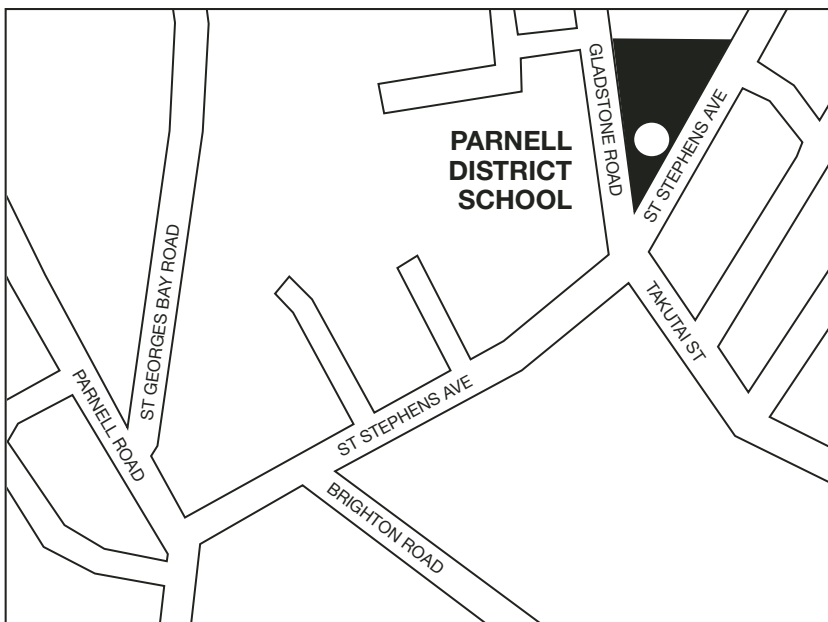 GLADSTONE ROAD
ST STEPHENS AVE
PARNELL
DISTRICT
SCHOOL
ST GEORGES BAY ROAD
TAKUTAI ST
PARNELL ROAD
ST STEPHENS AVE
BRIGHTON ROAD